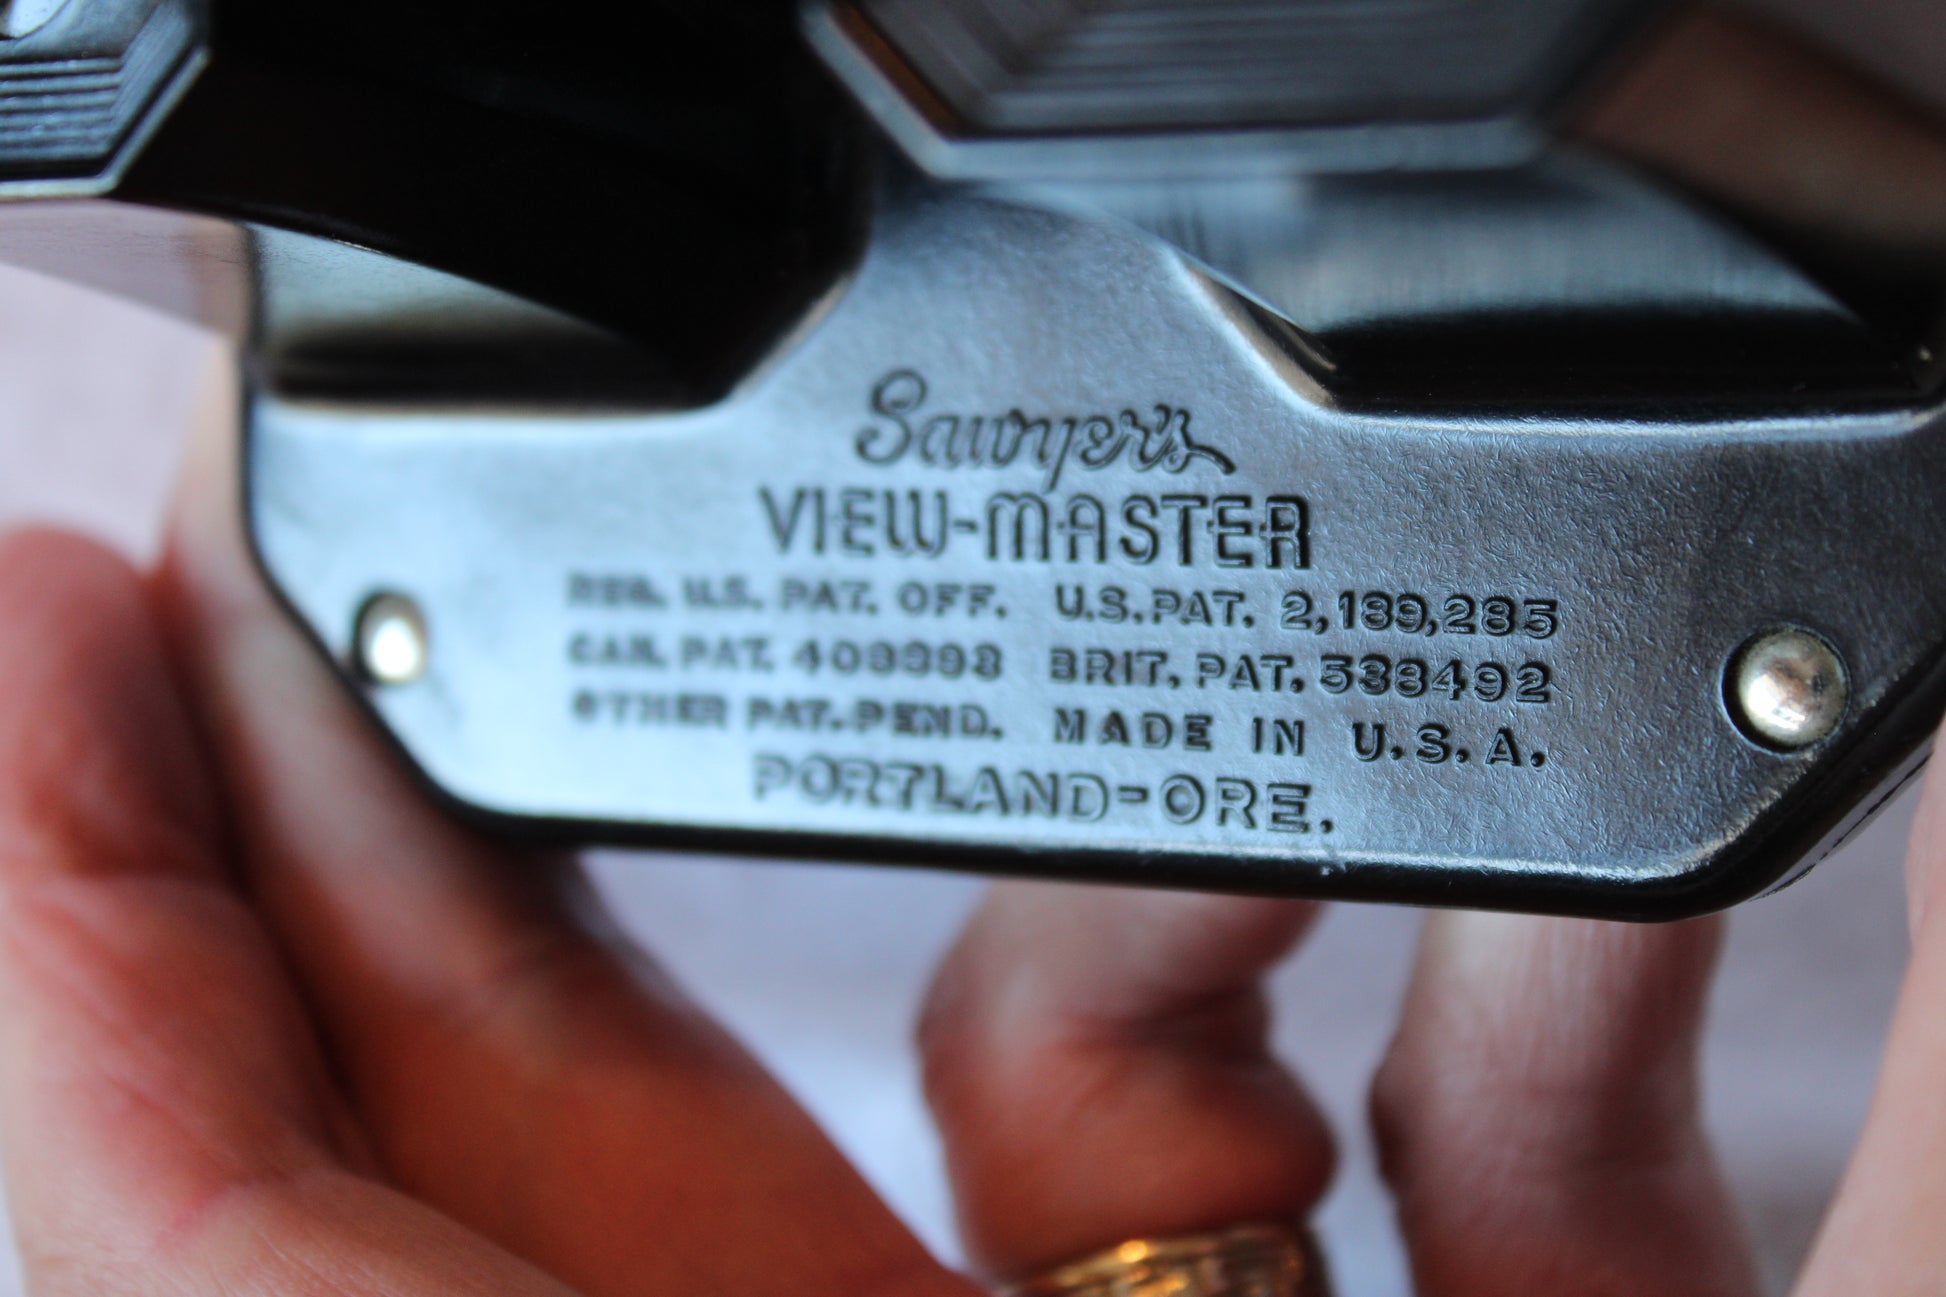 Sawyer's
VIEW-MASTER
REG. U.S. PAT. OFF. U.S. PAT. 2,189,285
CAN. PAT. BRIT. PAT. 538492
OTHER PAT. PEND. MADE IN U.S.A.
PORTLAND-ORE.